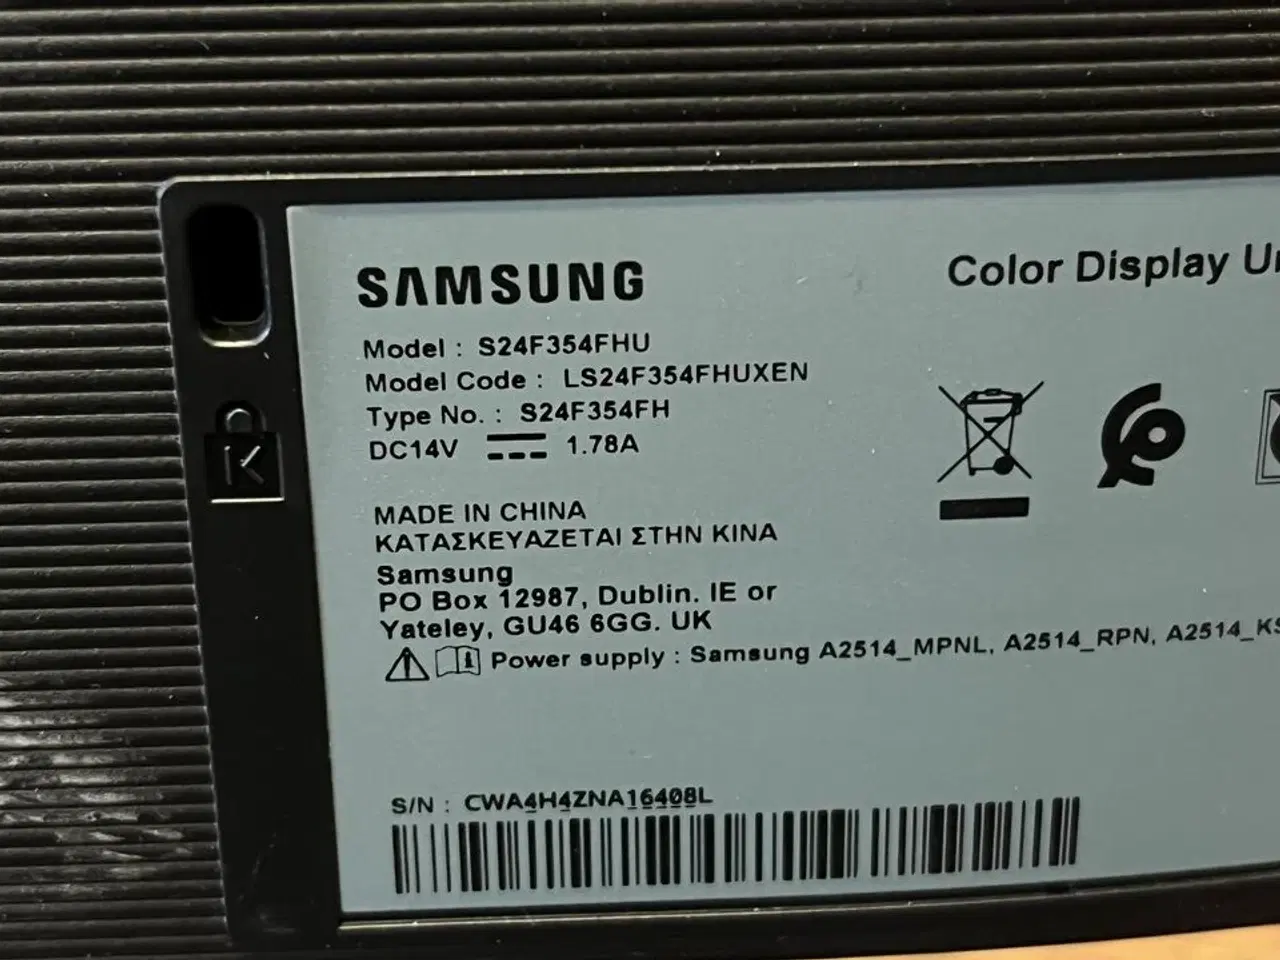 SAMSUNG
Color Display
Model : S24F354FHU
Model Code : LS24F354FHUXEN
Type No. : S24F354FH
DC14V 1.78A
MADE IN CHINA
ΚΑΤΑΣΚΕΥΑΖΕΤΑΙ ΣΤΗΝ ΚΙΝΑ
Samsung
PO Box 12987, Dublin. IE or
Yateley, GU46 6GG. UK
Power supply : Samsung A2514_MPNL, A2514_RPN, 
S/N : CWA4H4ZNA16408L
K